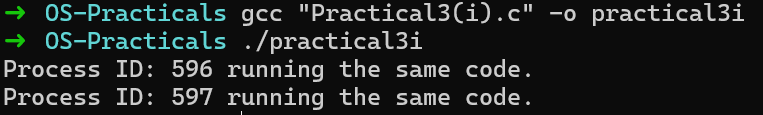 ➜ OS-Practicals gcc "Practical3(i).c" -o practical3i
➜ OS-Practicals ./practical3i
Process ID: 596 running the same code.
Process ID: 597 running the same code.